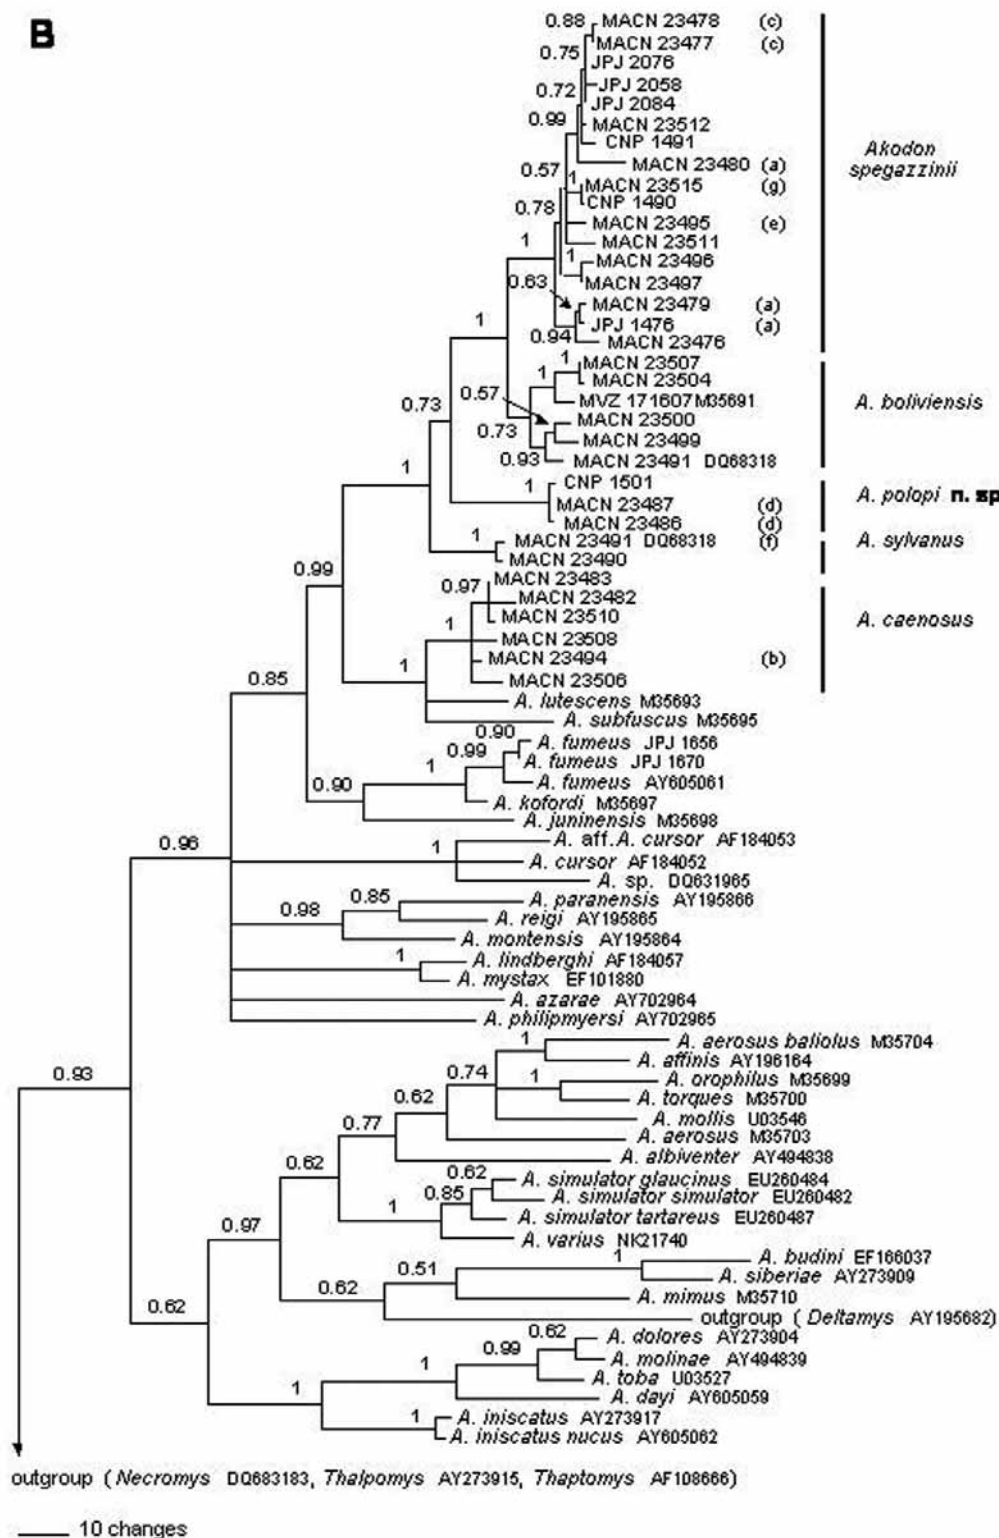 B
0.88 MACN 23478 (c)
MACN 23477 (c)
0.75 JPJ 2076
JPJ 2058
0.72 JPJ 2084
0.99 MACN 23512
CNP 1491
Akodon
spegazzinii
MACN 23480 (a)
0.57 1 MACN 23515 (g)
CNP 1490
0.78 MACN 23495 (e)
1 MACN 23511
1 MACN 23496
MACN 23497
0.63 MACN 23479 (a)
JPJ 1476 (a)
0.94 MACN 23476
1
1 MACN 23507
1 MACN 23504
0.57 MVZ 171607 M35691 A. boliviensis
0.73 MACN 23500
0.73 MACN 23499
0.93 MACN 23491 DQ68318
1
1 CNP 1501
MACN 23487 (d) A. polopi n. sp
MACN 23486 (d)
1 MACN 23491 DQ68318 (f) A. sylvanus
MACN 23490
0.99
0.97 MACN 23483
MACN 23482
MACN 23510 A. caenosus
1 MACN 23508
1 MACN 23494 (b)
MACN 23506
0.85
A. lutescens M35693
A. subfuscus M35695
0.90 A. fumeus JPJ 1656
0.99 A. fumeus JPJ 1670
1 A. fumeus AY605061
0.90 A. kofordi M35697
A. juninensis M35698
0.96 1 A. aff. A. cursor AF184053
A. cursor AF184052
A. sp. DQ631965
0.85 A. paranensis AY195866
0.98 A. reigi AY195865
A. montensis AY195864
1 A. lindberghi AF184057
A. mystax EF101880
A. azarae AY702964
A. philipmyersi AY702965
1 A. aerosus baliolus M35704
A. affinis AY196164
0.93
0.74 1 A. orophilus M35699
A. torques M35700
0.62 A. mollis U03546
0.77 A. aerosus M35703
A. albiventer AY494838
0.62 0.62 A. simulator glaucinus EU260484
0.85 A. simulator simulator EU260482
1 A. simulator tartareus EU260487
A. varius NK21740
0.97
1 A. budini EF166037
0.51 A. siberiae AY273909
0.62 A. mimus M35710
0.62 outgroup ( Deltamys AY195682)
0.62 A. dolores AY273904
0.99 A. molinae AY494839
1 A. toba U03527
1 A. dayi AY605059
1 A. iniscatus AY273917
A. iniscatus nucus AY605062
outgroup ( Necromys DQ683183, Thalpomys AY273915, Thaptomys AF108666)
10 changes